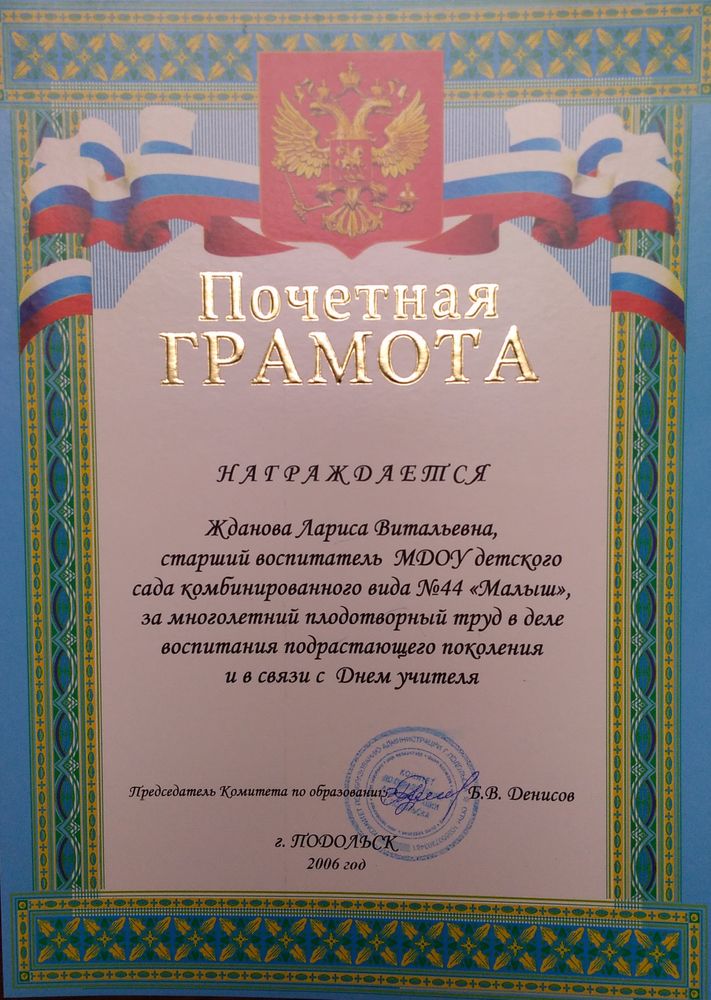 Почетная
ГРАМОТА
НАГРАЖДАЕТСЯ
Жданова Лариса Витальевна,
старший воспитатель МДОУ детского
сада комбинированного вида №44 «Малыш»,
за многолетний плодотворный труд в деле
воспитания подрастающего поколения
и в связи с Днем учителя
Председатель Комитета по образованию Б.В. Денисов
г. ПОДОЛЬСК
2006 год